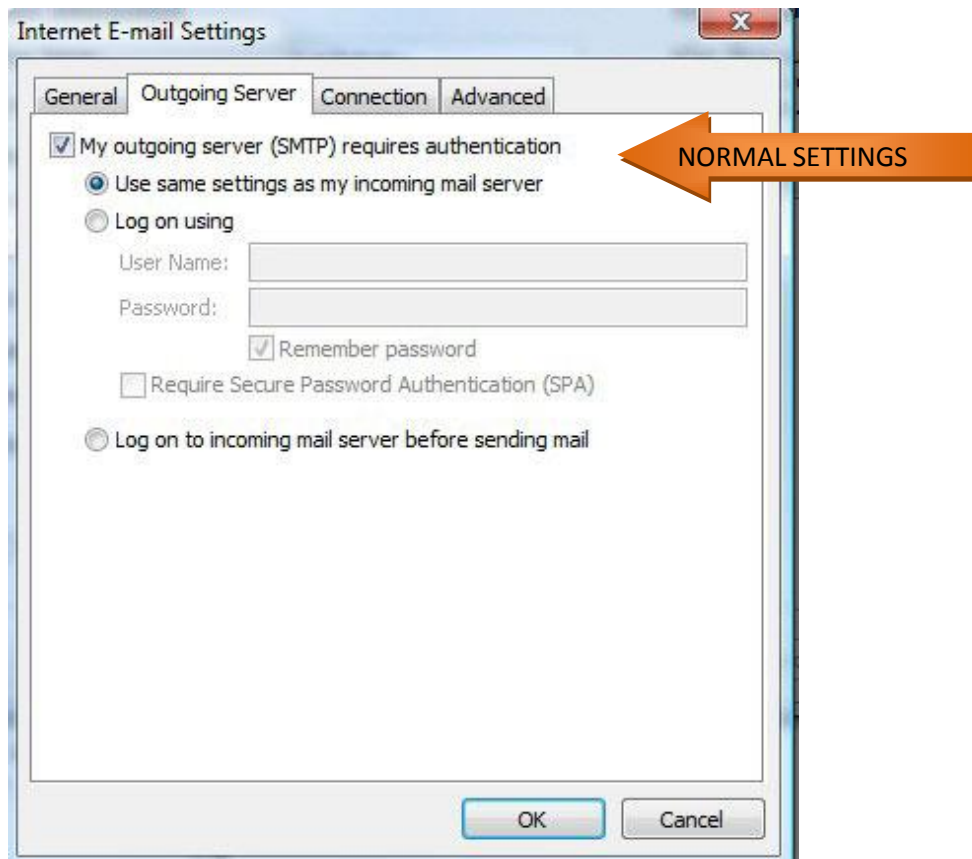 Internet E-mail Settings
General Outgoing Server Connection Advanced
My outgoing server (SMTP) requires authentication
NORMAL SETTINGS
Use same settings as my incoming mail server
Log on using
User Name:
Password:
Remember password
Require Secure Password Authentication (SPA)
Log on to incoming mail server before sending mail
OK Cancel